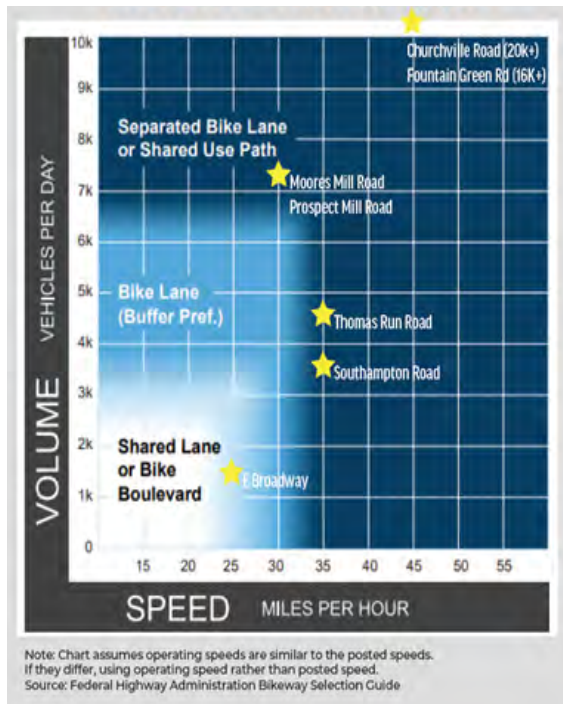 10k
Churchville Road (20k+)
Fountain Green Rd (16K+)
9k
8k
Separated Bike Lane
or Shared Use Path
7k
Moores Mill Road
Prospect Mill Road
6k
5k
Bike Lane
(Buffer Pref.)
4k
Thomas Run Road
Southampton Road
3k
2k
Shared Lane
or Bike
Boulevard
1k
E Broadway
0
VOLUME VEHICLES PER DAY
15 20 25 30 35 40 45 50 55
SPEED MILES PER HOUR
Note: Chart assumes operating speeds are similar to the posted speeds.
If they differ, using operating speed rather than posted speed.
Source: Federal Highway Administration Bikeway Selection Guide